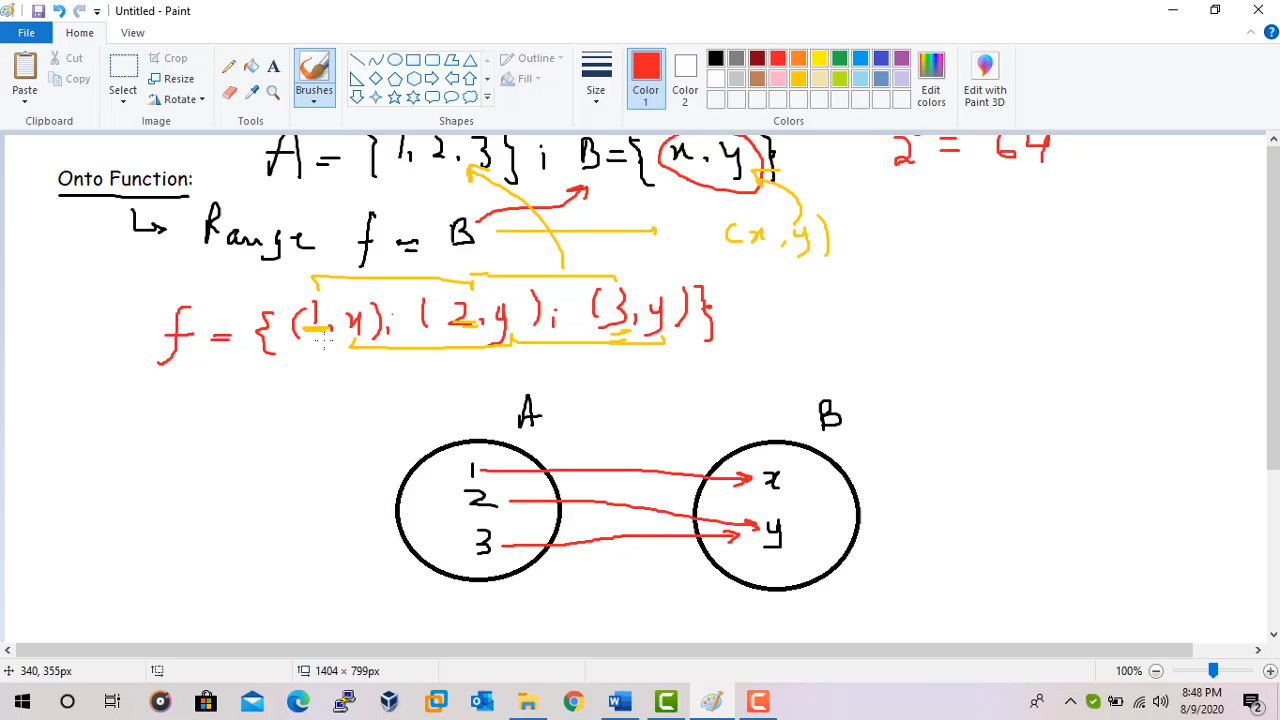 Untitled - Paint
File Home View
Paste Cut Copy Clipboard
Select Crop Resize Rotate Image
Tools
Brushes
Outline Fill Shapes
Size
Color 1
Color 2
Edit colors
Colors
Edit with Paint 3D
A = {1, 2, 3} ; B={x, y} 2 = 64
Onto Function:
Range f = B (x, y)
f = {(1, x), (2, y), (3, y)}
A B
1 x
2
3 y
340, 355px 1404 × 799px 100%
8:48 PM
8/9/2020
2